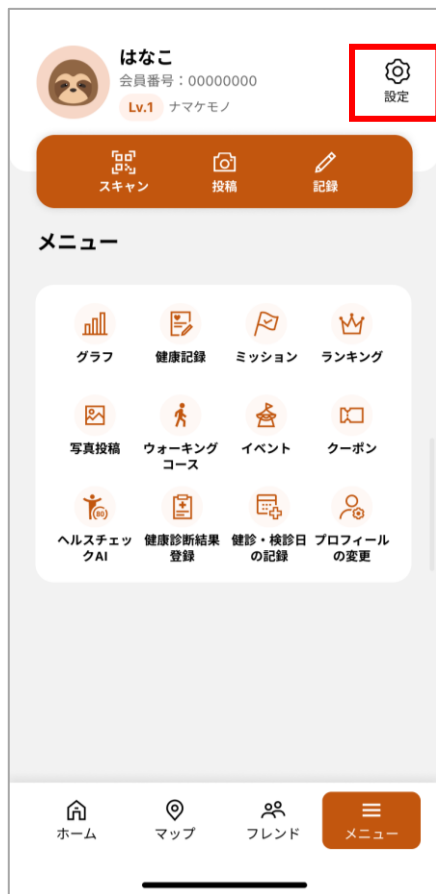 はなこ
会員番号：00000000
Lv.1 ナマケモノ
設定
スキャン 投稿 記録
メニュー
グラフ 健康記録 ミッション ランキング
写真投稿 ウォーキング イベント クーポン
コース
80
ヘルスチェッ 健康診断結果 健診・検診日 プロフィール
クAI 登録 の記録 の変更
ホーム マップ フレンド メニュー